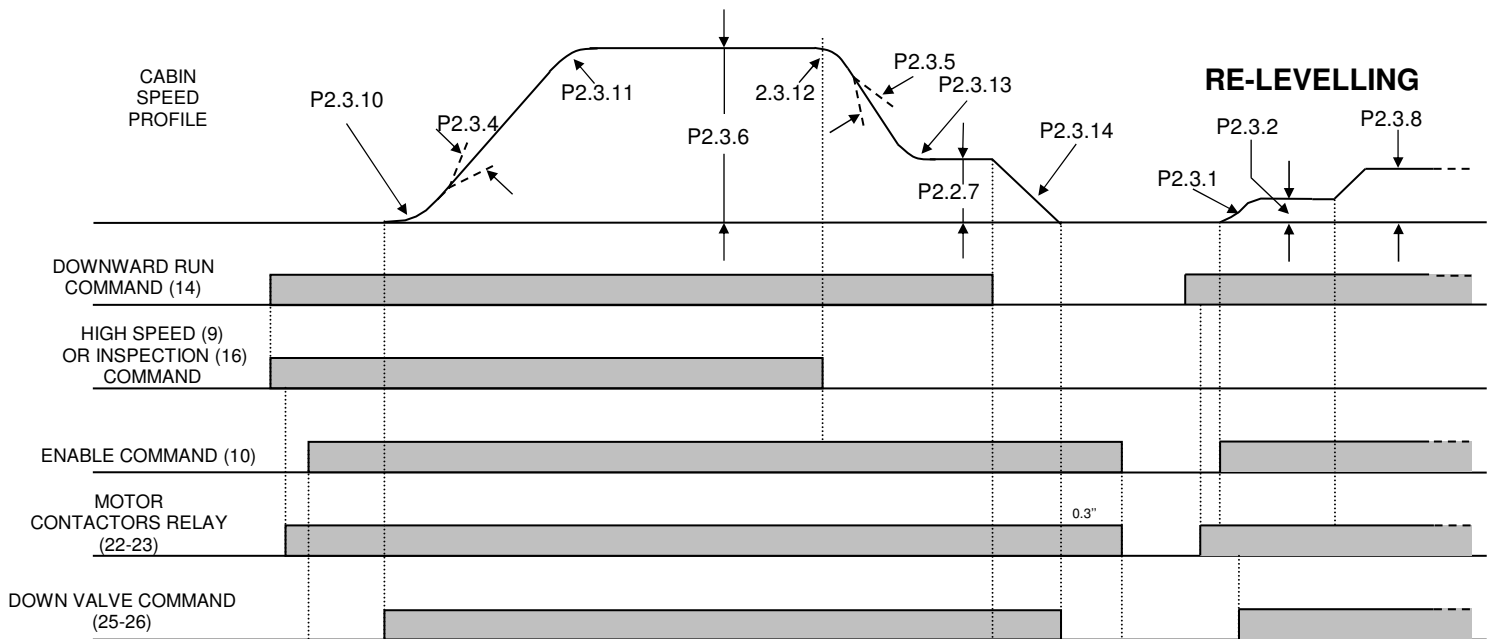 CABIN
SPEED
PROFILE
P2.3.10
P2.3.4
P2.3.11
P2.3.6
2.3.12
P2.3.5
P2.3.13
P2.2.7
P2.3.14
RE-LEVELLING
P2.3.1
P2.3.2
P2.3.8
DOWNWARD RUN
COMMAND (14)
HIGH SPEED (9)
OR INSPECTION (16)
COMMAND
ENABLE COMMAND (10)
MOTOR
CONTACTORS RELAY
(22-23)
0.3"
DOWN VALVE COMMAND
(25-26)